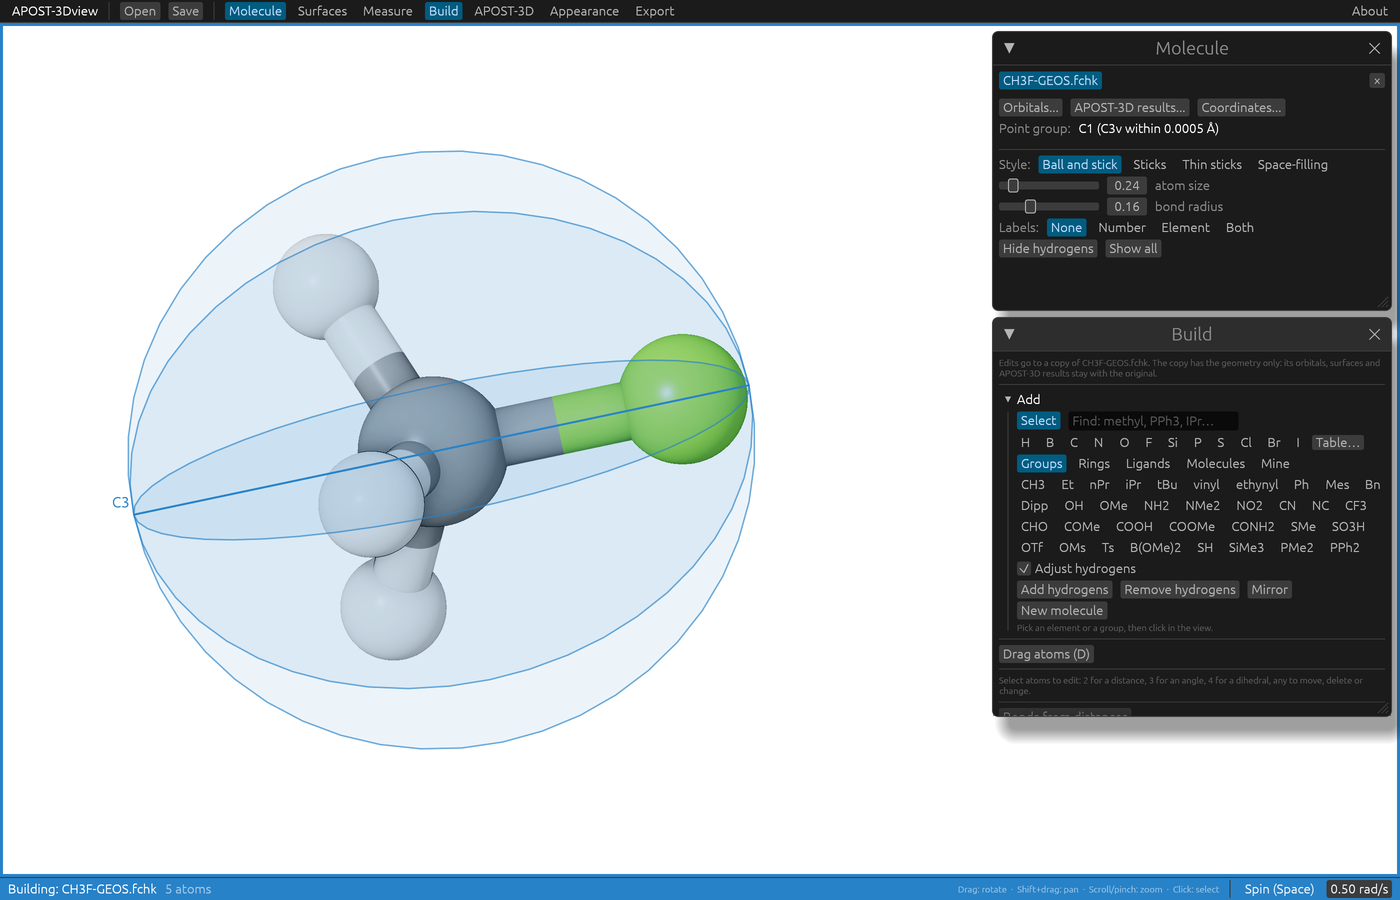 APOST-3Dview Open Save Molecule Surfaces Measure Build APOST-3D Appearance Export About
Molecule
CH3F-GEOS.fchk x
Orbitals... APOST-3D results... Coordinates...
Point group: C1 (C3v within 0.0005 Å)
Style: Ball and stick Sticks Thin sticks Space-filling
0.24 atom size
0.16 bond radius
Labels: None Number Element Both
Hide hydrogens Show all
Build
Edits go to a copy of CH3F-GEOS.fchk. The copy has the geometry only: its orbitals, surfaces and
APOST-3D results stay with the original.
Add
Select Find: methyl, PPh3, IPr...
H B C N O F Si P S Cl Br I Table...
Groups Rings Ligands Molecules Mine
CH3 Et nPr iPr tBu vinyl ethynyl Ph Mes Bn
Dipp OH OMe NH2 NMe2 NO2 CN NC CF3
CHO COMe COOH COOMe CONH2 SMe SO3H
OTf OMs Ts B(OMe)2 SH SiMe3 PMe2 PPh2
Adjust hydrogens
Add hydrogens Remove hydrogens Mirror
New molecule
Pick an element or a group, then click in the view.
Drag atoms (D)
Select atoms to edit: 2 for a distance, 3 for an angle, 4 for a dihedral, any to move, delete or
change.
Bonds from distances
C3
Building: CH3F-GEOS.fchk 5 atoms Drag: rotate · Shift+drag: pan · Scroll/pinch: zoom · Click: select Spin (Space) 0.50 rad/s